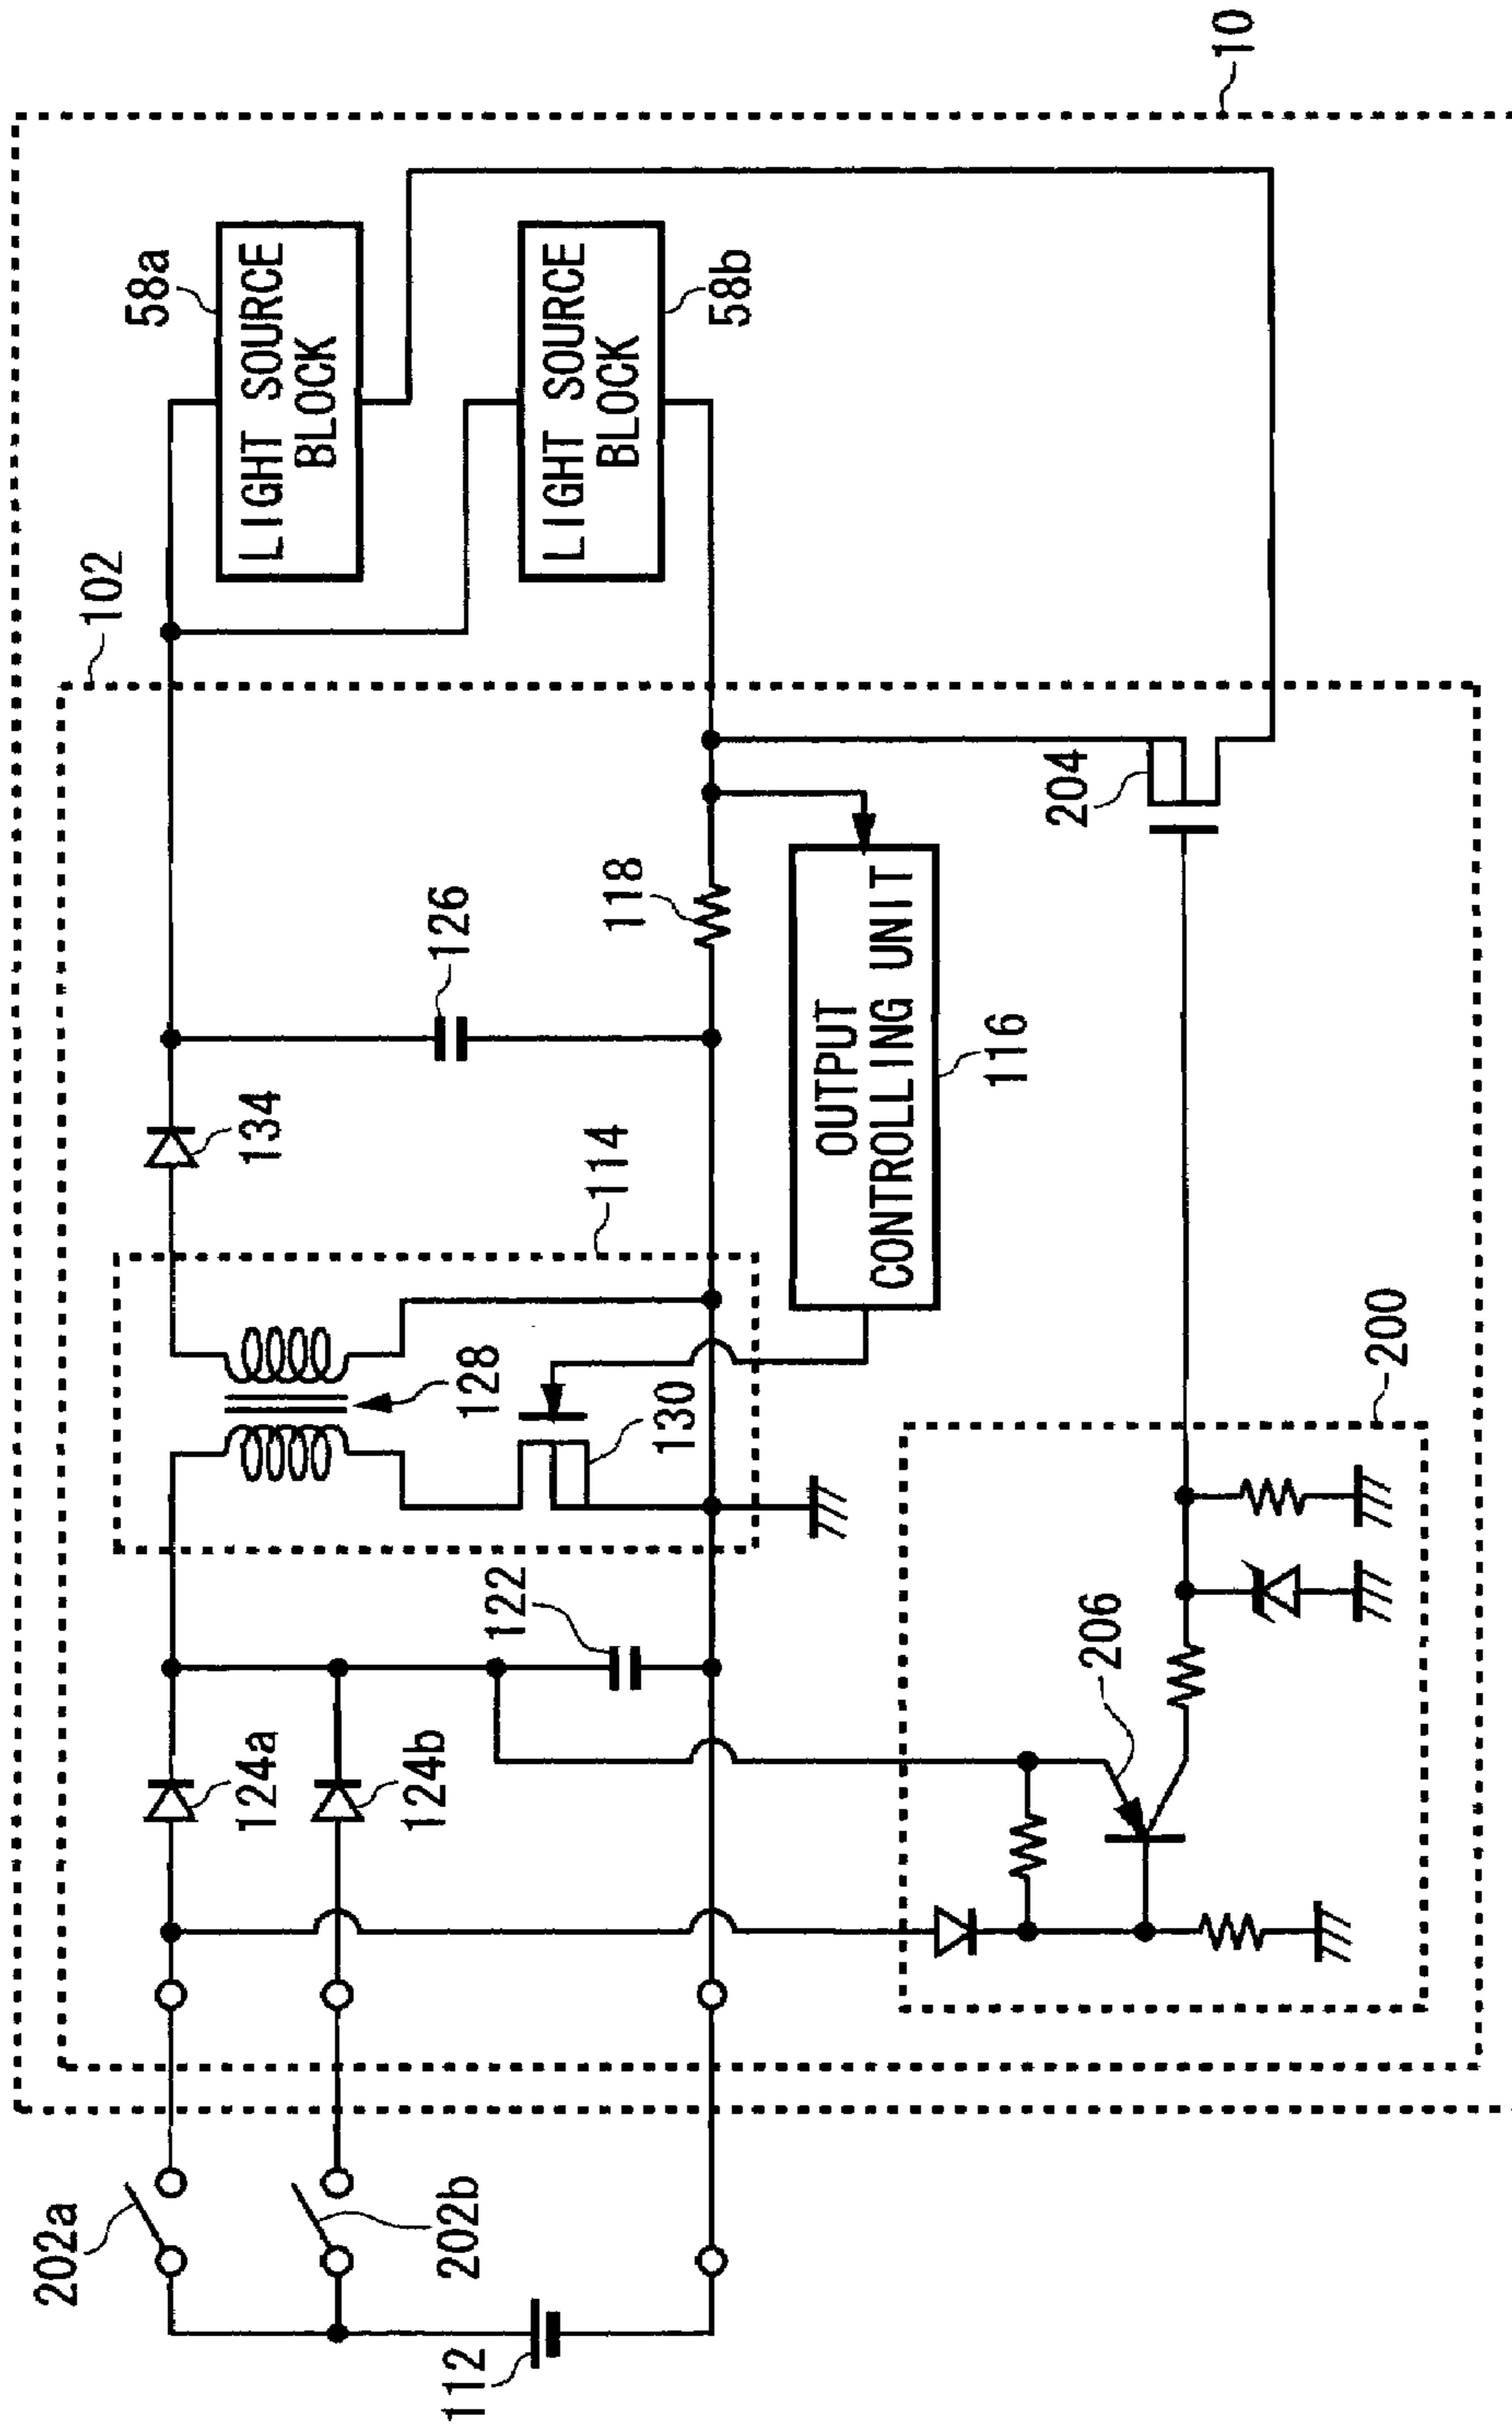 10
102
58a
LIGHT SOURCE
BLOCK
LIGHT SOURCE
BLOCK
58b
126
134
114
118
128
130
OUTPUT
CONTROLLING UNIT
116
204
202a
202b
112
124a
124b
122
206
200